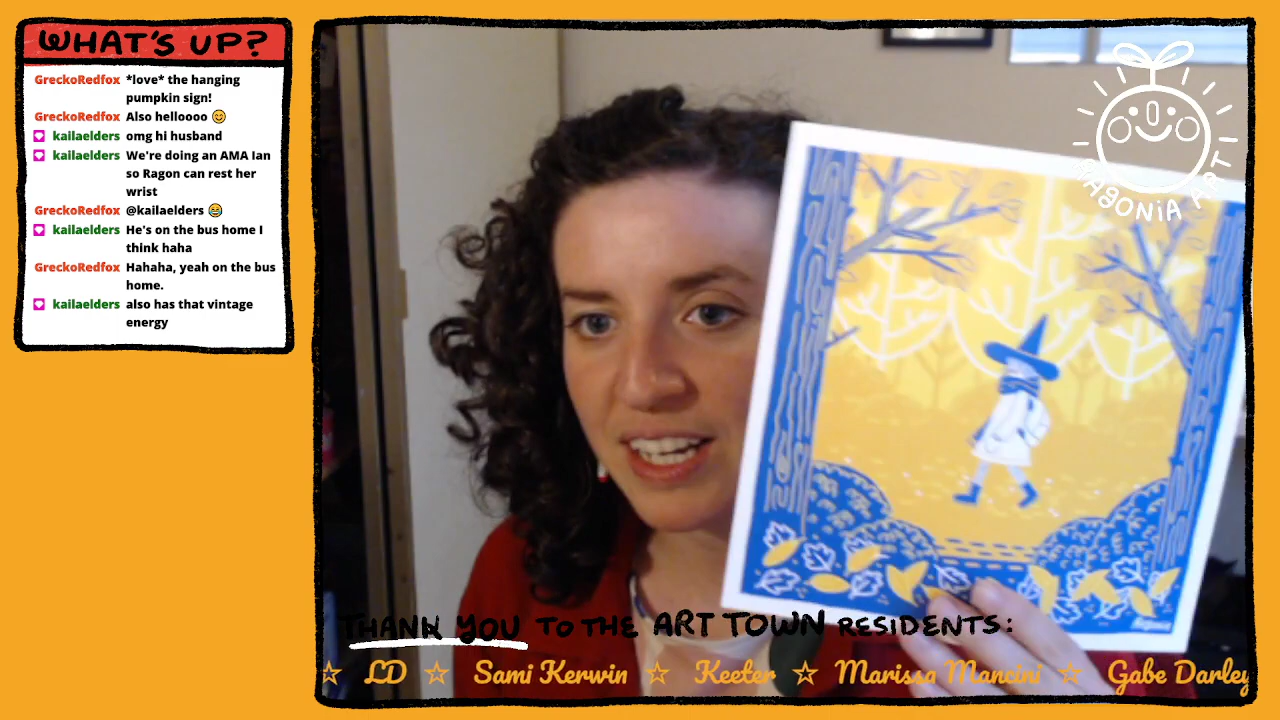 WHAT'S UP?
GreckoRedfox *love* the hanging
pumpkin sign!
GreckoRedfox Also helloooo 😊
kailaelders omg hi husband
kailaelders We're doing an AMA Ian
so Ragon can rest her
wrist
GreckoRedfox @kailaelders 😂
kailaelders He's on the bus home I
think haha
GreckoRedfox Hahaha, yeah on the bus
home.
kailaelders also has that vintage
energy
RAGONIA ART
THANK YOU TO THE ART TOWN RESIDENTS:
☆ LD ☆ Sami Kerwin ☆ Keeter ☆ Marissa Mancini ☆ Gabe Darley